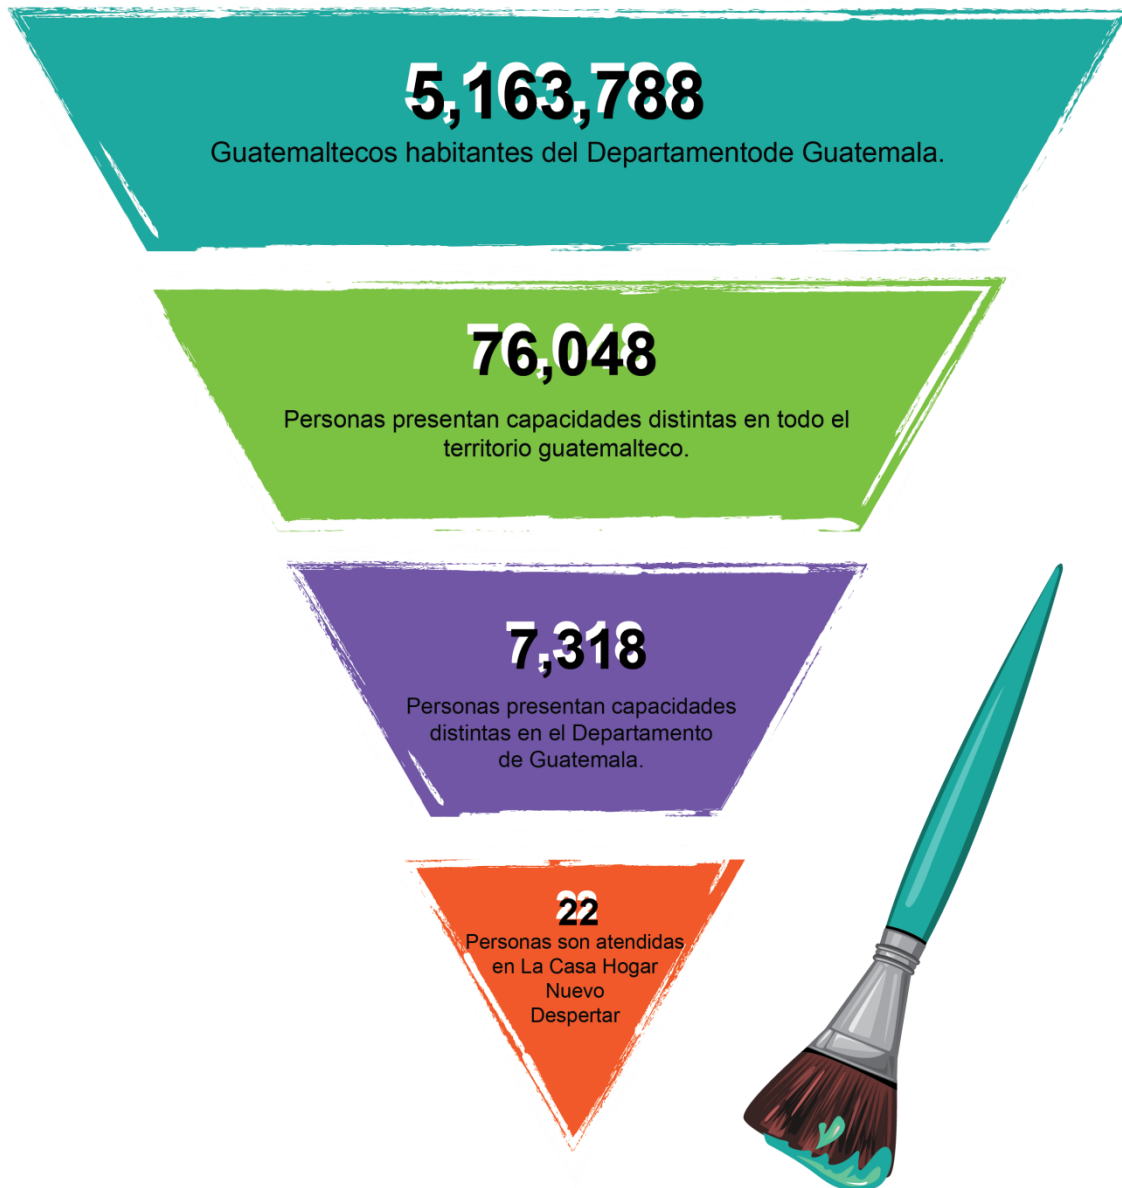 5,163,788
Guatemaltecos habitantes del Departamentode Guatemala.
76,048
Personas presentan capacidades distintas en todo el
territorio guatemalteco.
7,318
Personas presentan capacidades
distintas en el Departamento
de Guatemala.
22
Personas son atendidas
en La Casa Hogar
Nuevo
Despertar